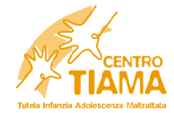 CENTRO
TIAMA
Tutela Infanzia Adolescenza Maltrattata